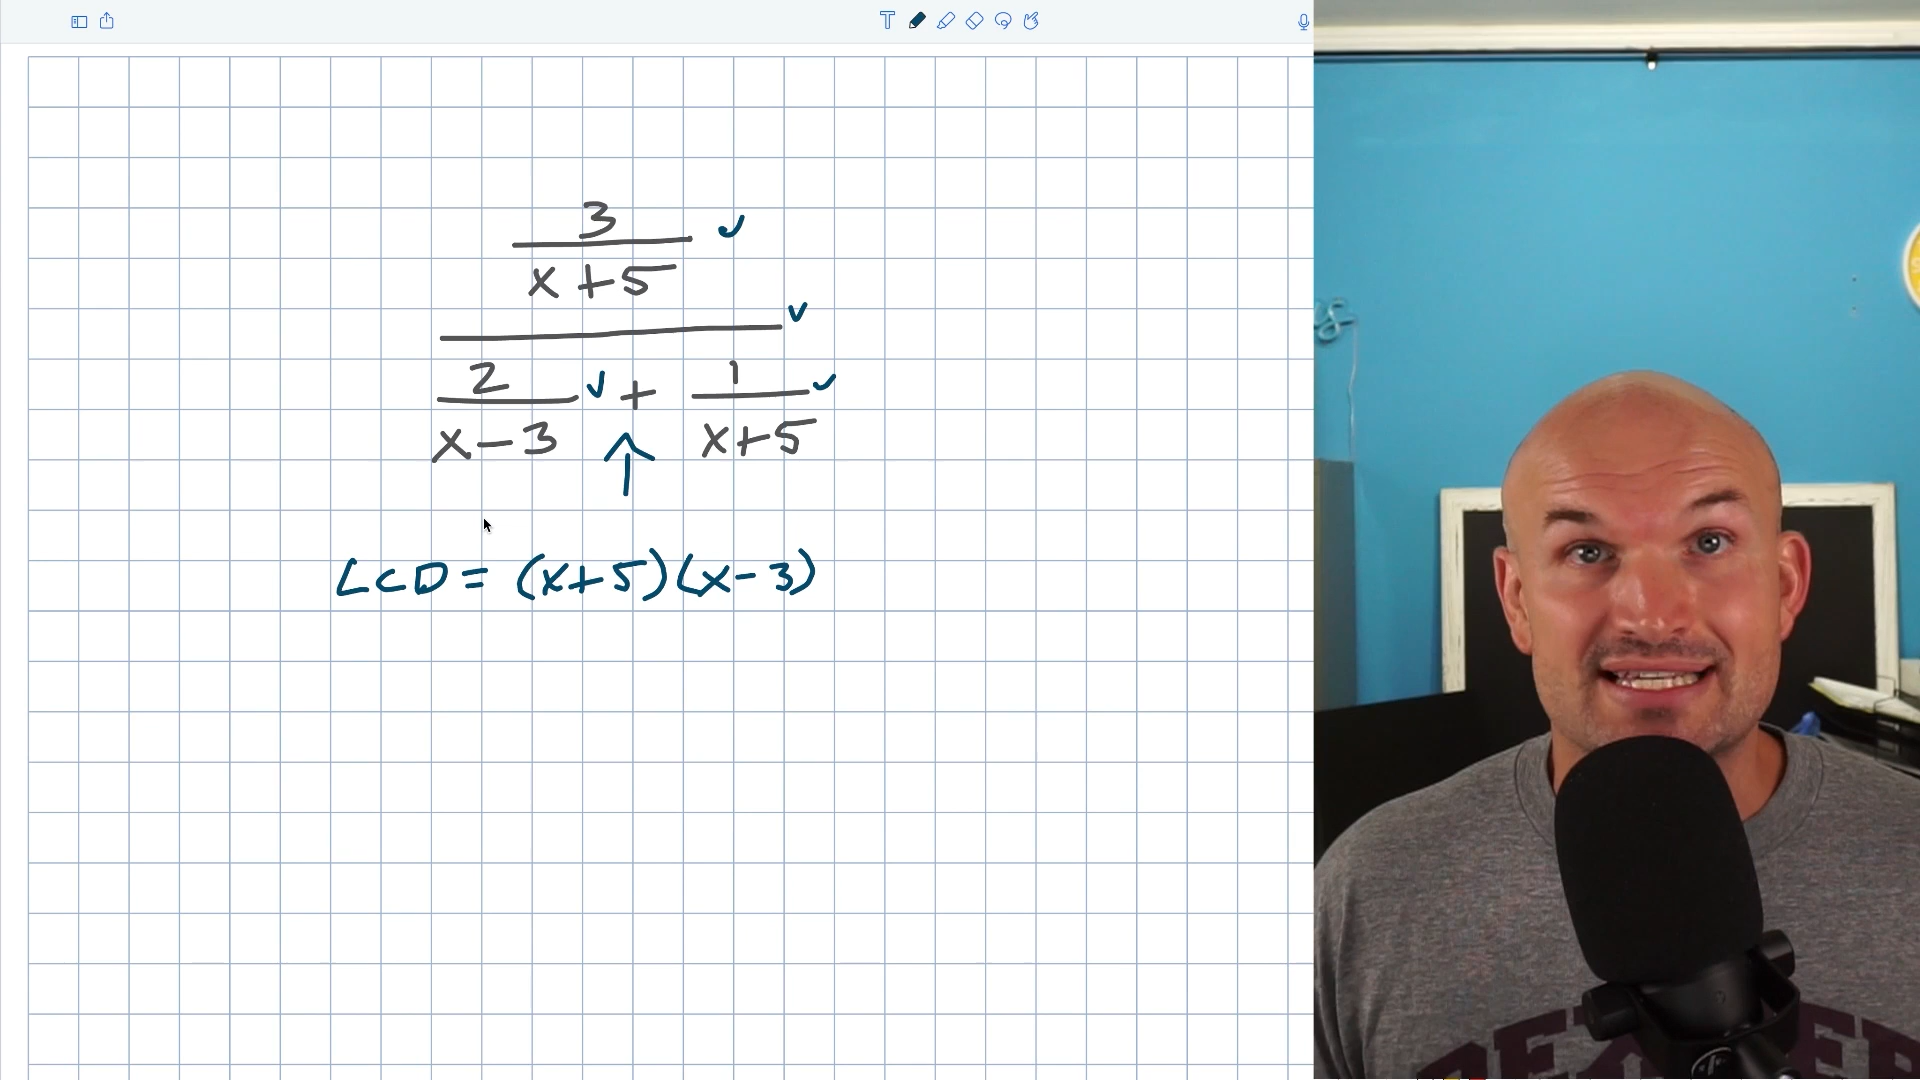 3
x+5
2 + 1
x-3 x+5
LCD = (x+5)(x-3)